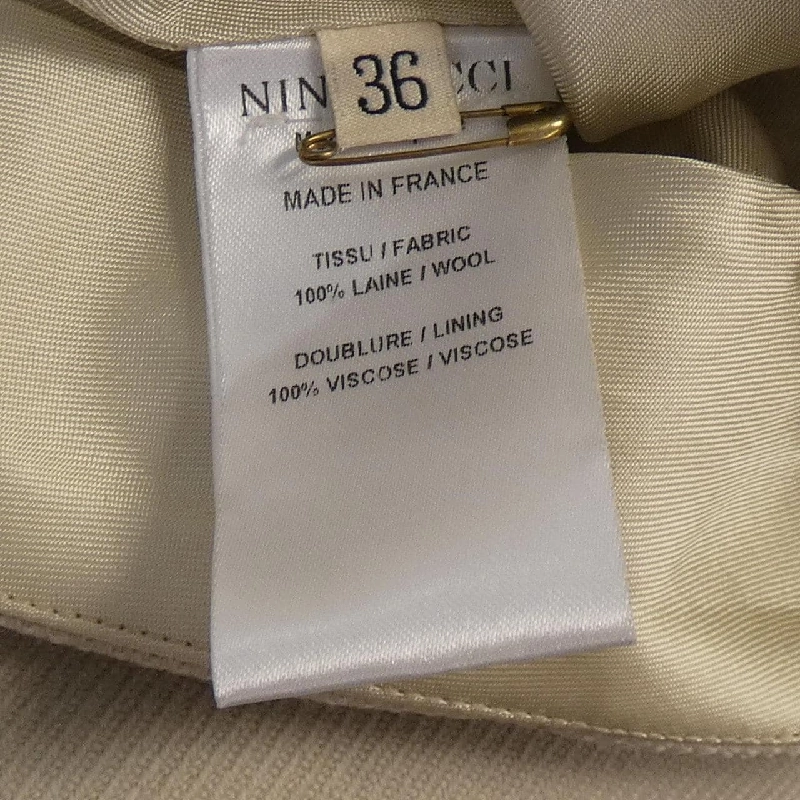 NIN CCI
36
MADE IN FRANCE
TISSU / FABRIC
100% LAINE / WOOL
DOUBLURE / LINING
100% VISCOSE / VISCOSE